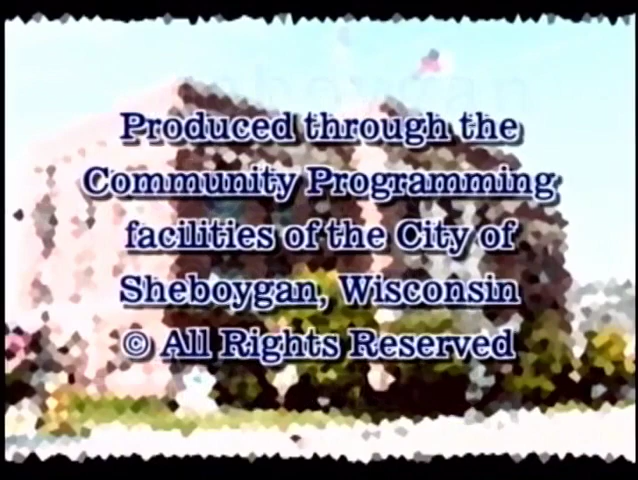 Produced through the
Community Programming
facilities of the City of
Sheboygan, Wisconsin
© All Rights Reserved